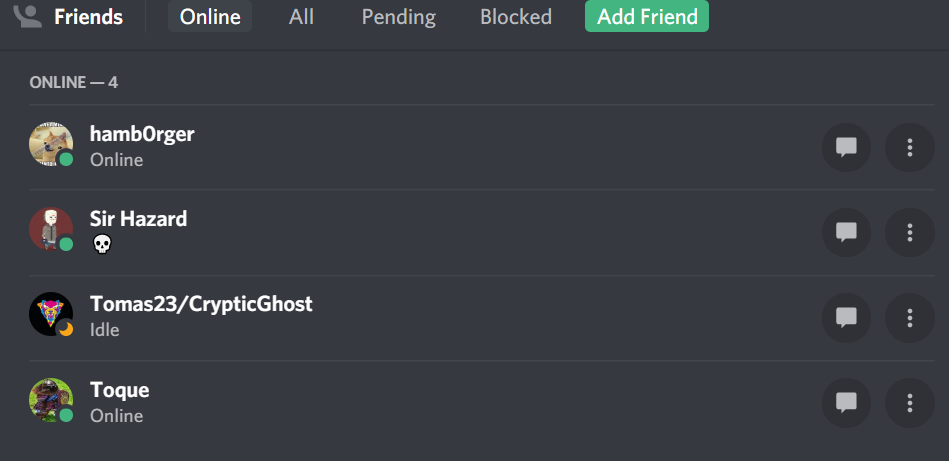 Friends Online All Pending Blocked Add Friend
ONLINE — 4
hamb0rger
Online
Sir Hazard
💀
Tomas23/CrypticGhost
Idle
Toque
Online